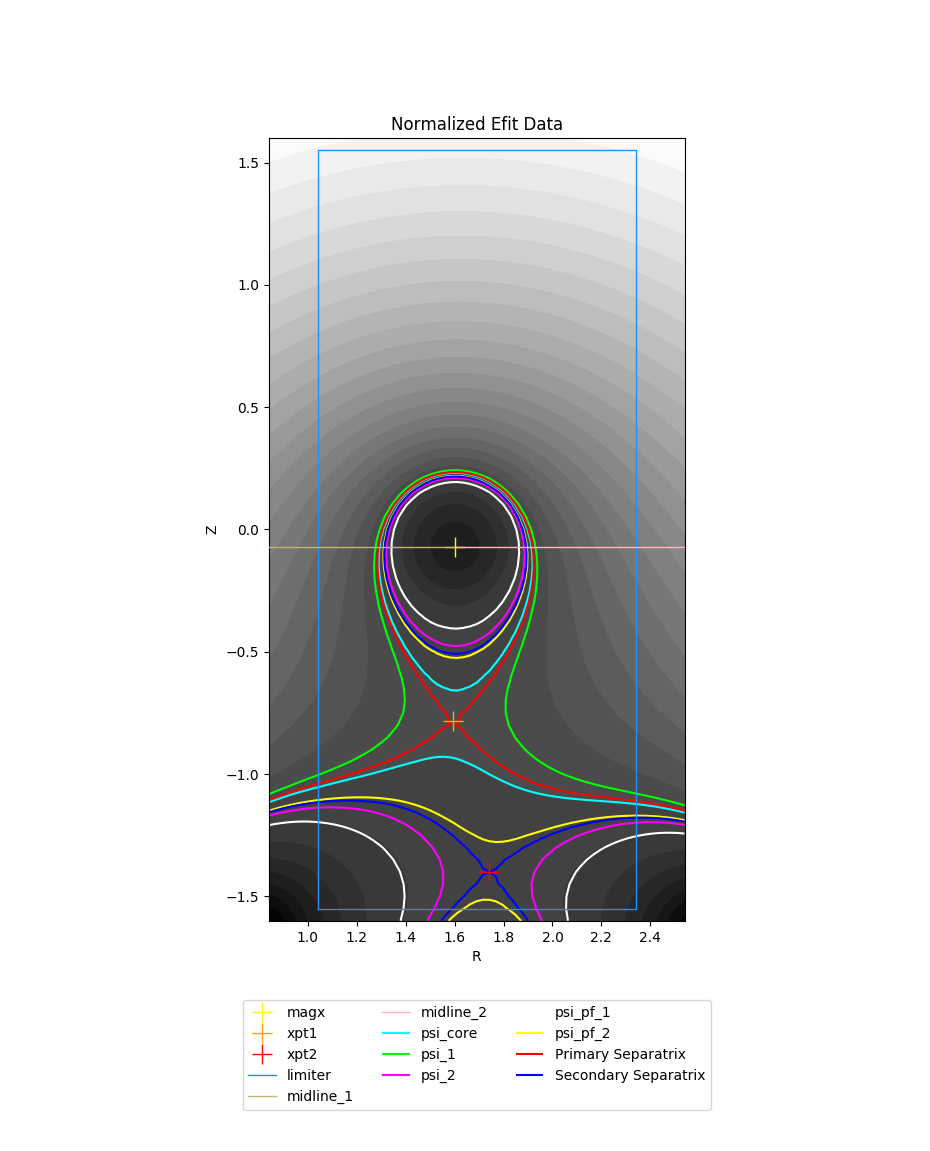 Normalized Efit Data
1.5
1.0
0.5
0.0
−0.5
−1.0
−1.5
Z
1.0 1.2 1.4 1.6 1.8 2.0 2.2 2.4
R
magx
xpt1
xpt2
limiter
midline_1
midline_2
psi_core
psi_1
psi_2
psi_pf_1
psi_pf_2
Primary Separatrix
Secondary Separatrix